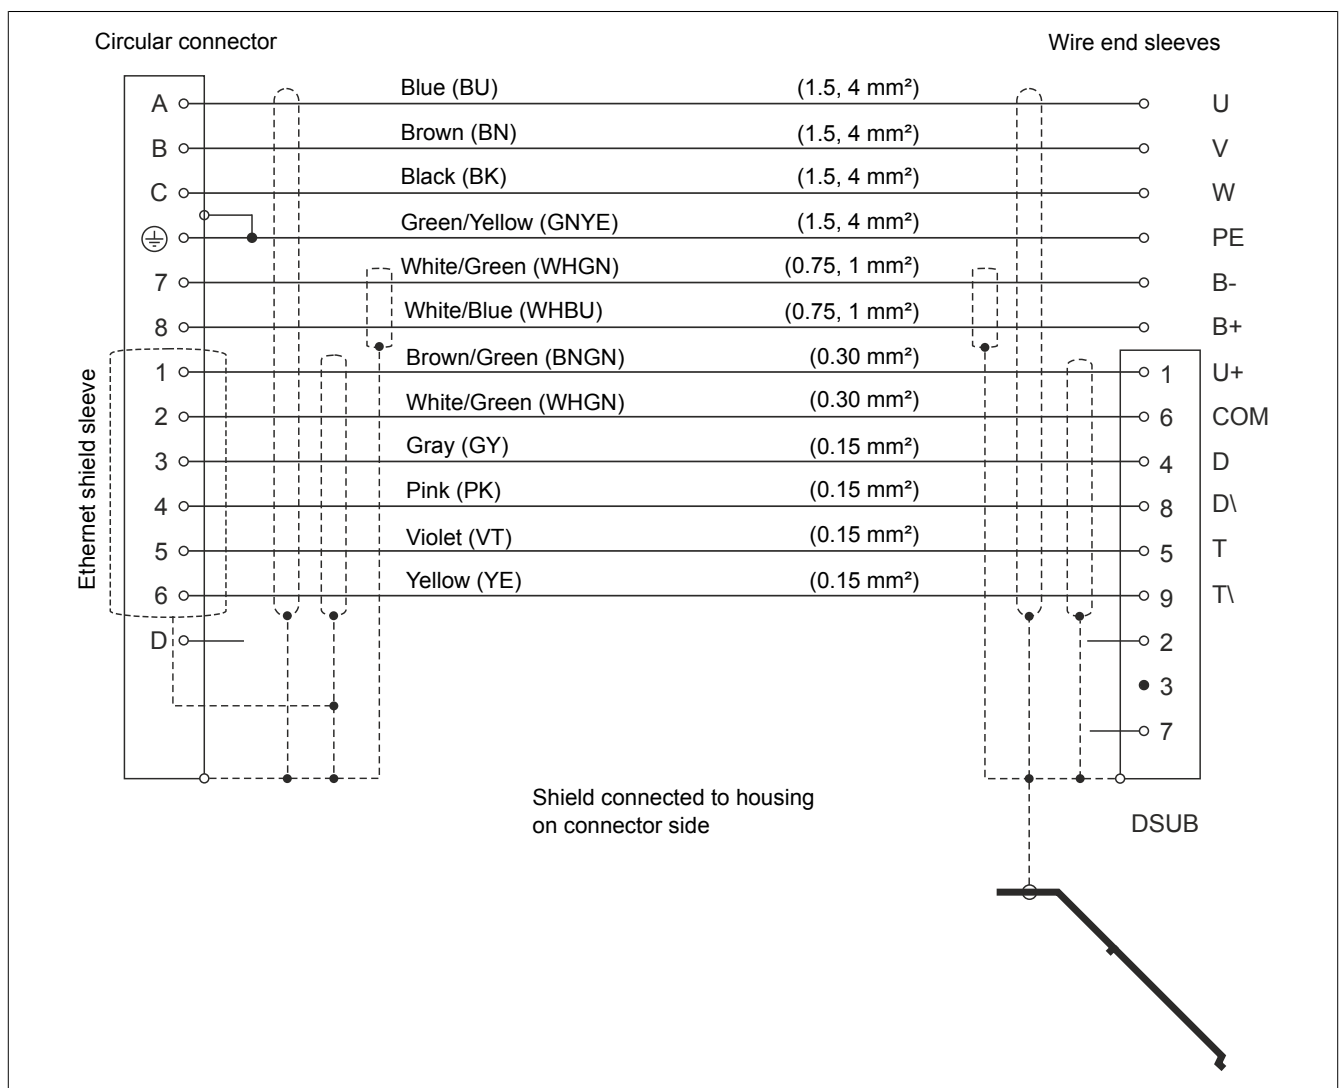 Circular connector
Wire end sleeves
A Blue (BU) (1.5, 4 mm²) U
B Brown (BN) (1.5, 4 mm²) V
C Black (BK) (1.5, 4 mm²) W
Green/Yellow (GNYE) (1.5, 4 mm²) PE
7 White/Green (WHGN) (0.75, 1 mm²) B-
8 White/Blue (WHBU) (0.75, 1 mm²) B+
Ethernet shield sleeve
1 Brown/Green (BNGN) (0.30 mm²) 1 U+
2 White/Green (WHGN) (0.30 mm²) 6 COM
3 Gray (GY) (0.15 mm²) 4 D
4 Pink (PK) (0.15 mm²) 8 D\
5 Violet (VT) (0.15 mm²) 5 T
6 Yellow (YE) (0.15 mm²) 9 T\
D 2
3
7
Shield connected to housing
on connector side
DSUB